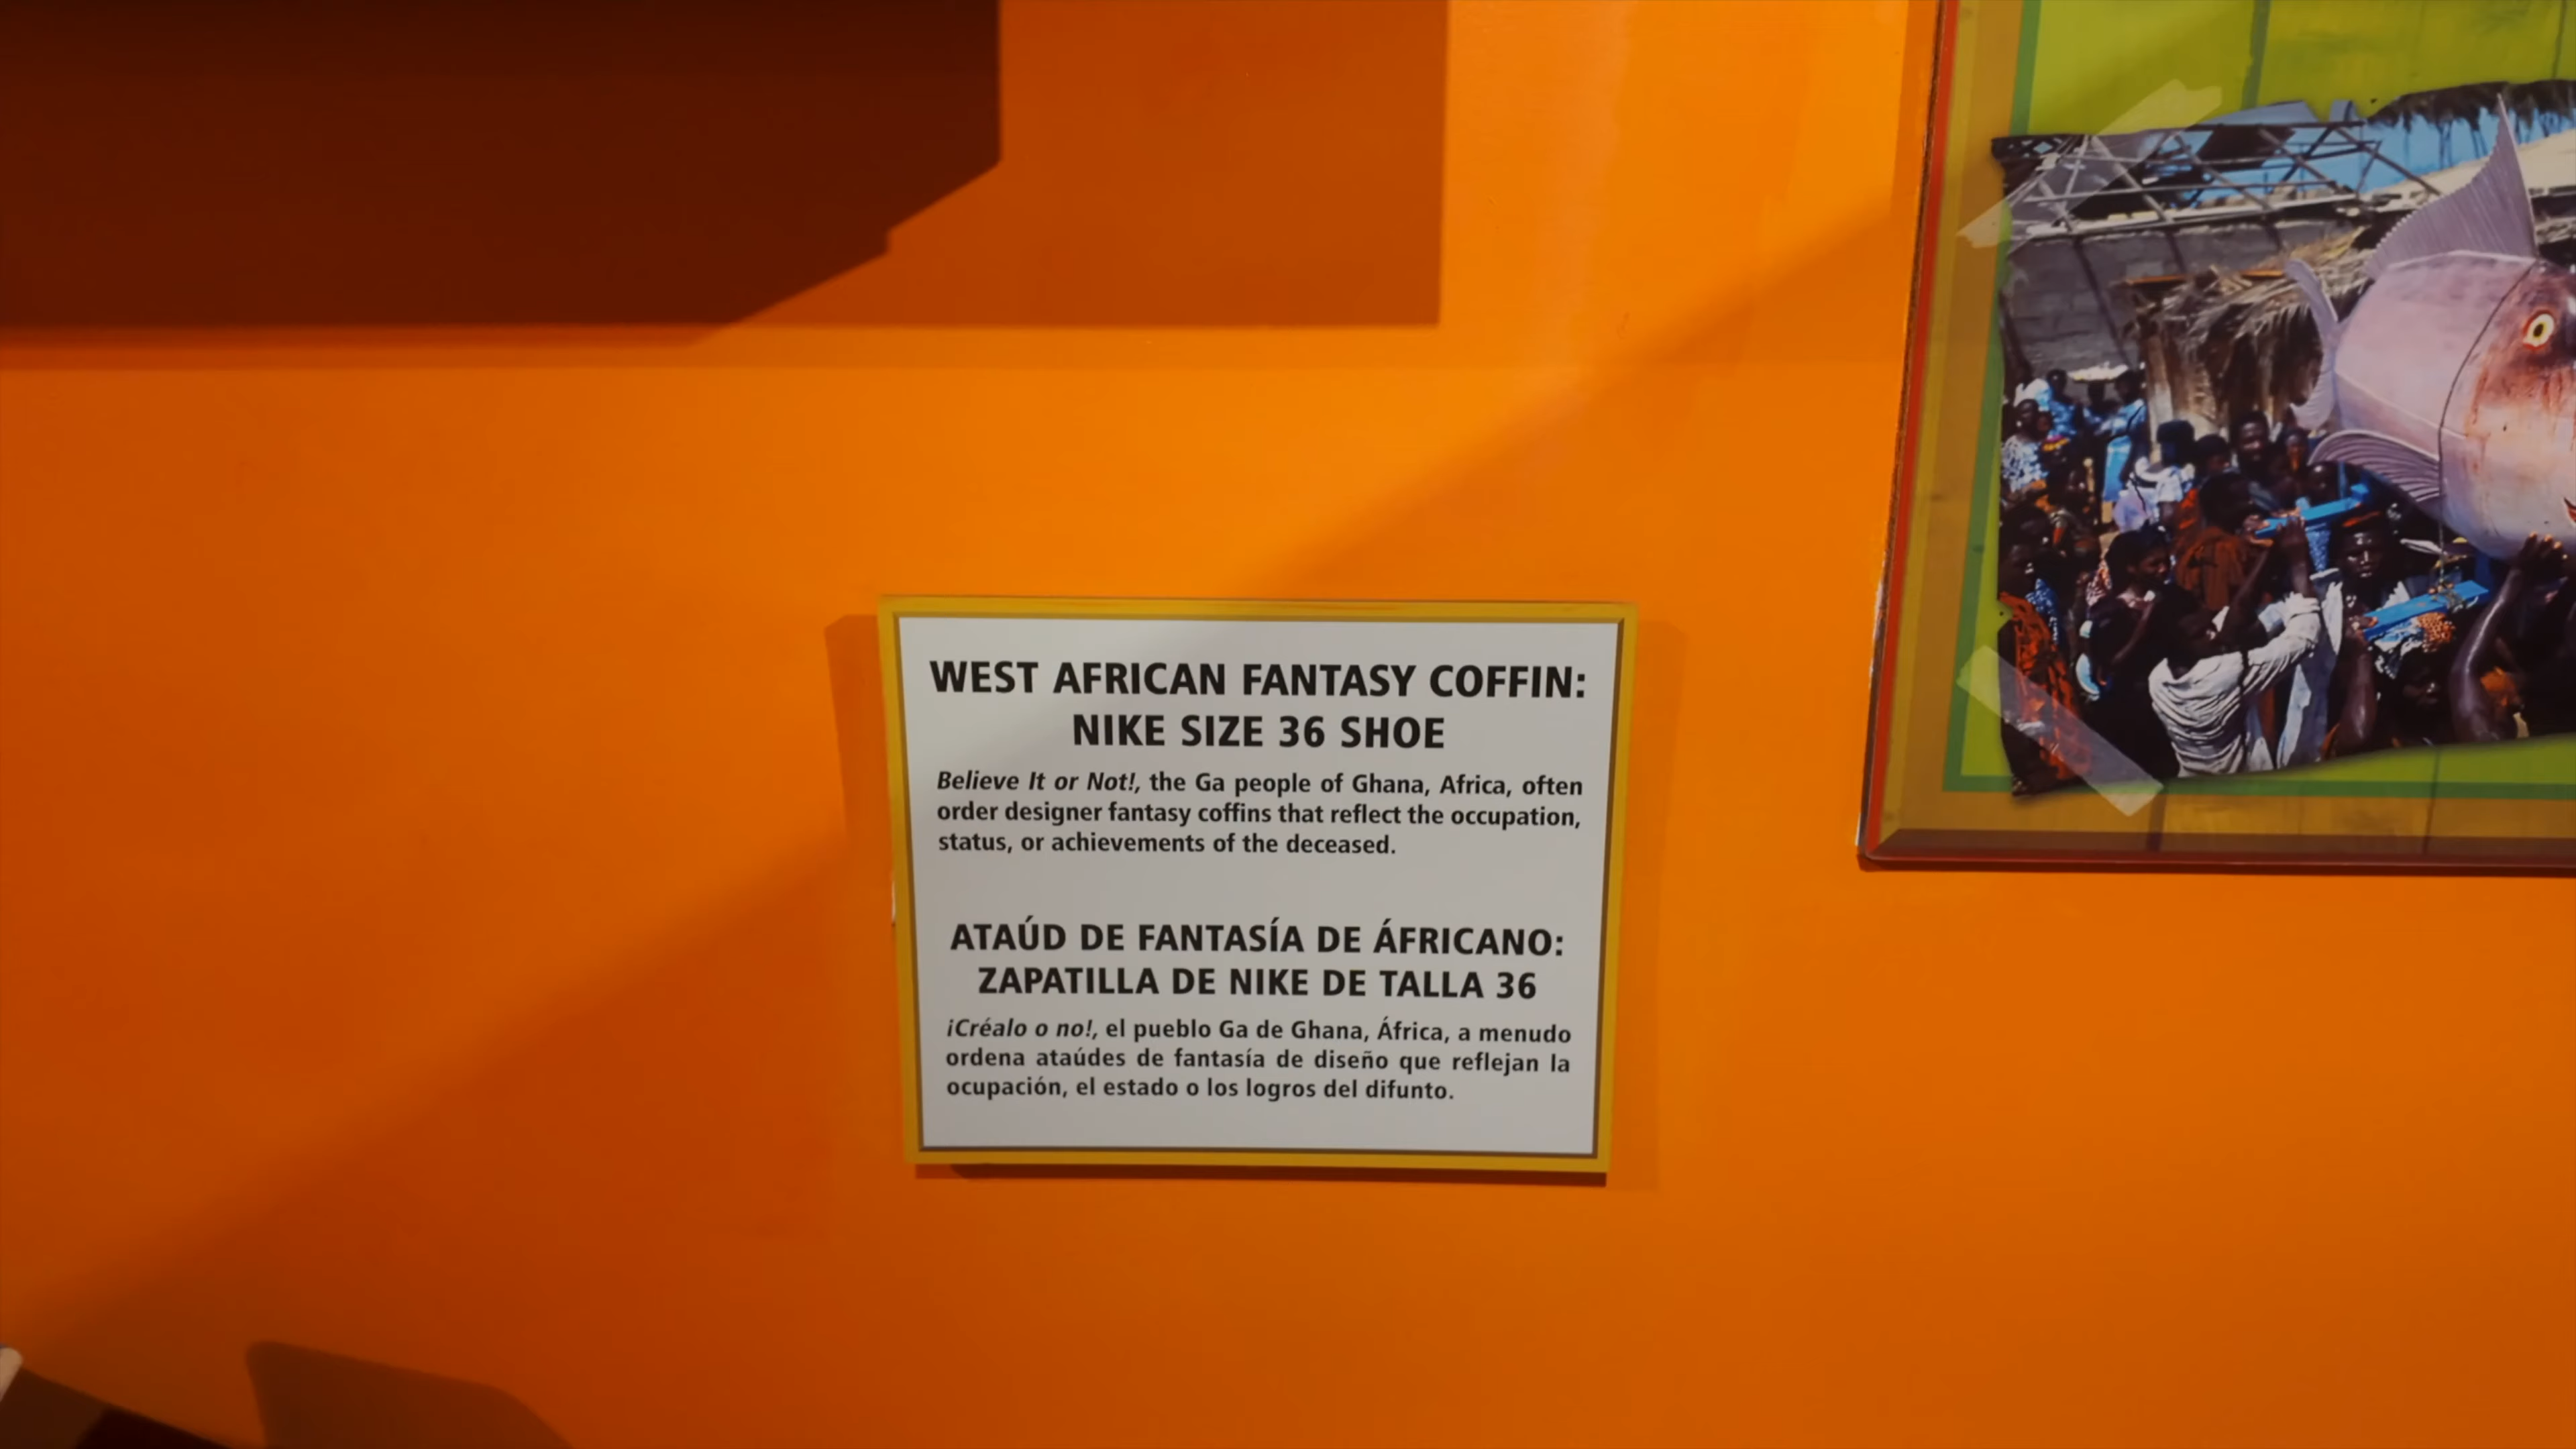 WEST AFRICAN FANTASY COFFIN:
NIKE SIZE 36 SHOE
Believe It or Not!, the Ga people of Ghana, Africa, often
order designer fantasy coffins that reflect the occupation,
status, or achievements of the deceased.
ATAÚD DE FANTASÍA DE ÁFRICANO:
ZAPATILLA DE NIKE DE TALLA 36
¡Créalo o no!, el pueblo Ga de Ghana, África, a menudo
ordena ataúdes de fantasía de diseño que reflejan la
ocupación, el estado o los logros del difunto.